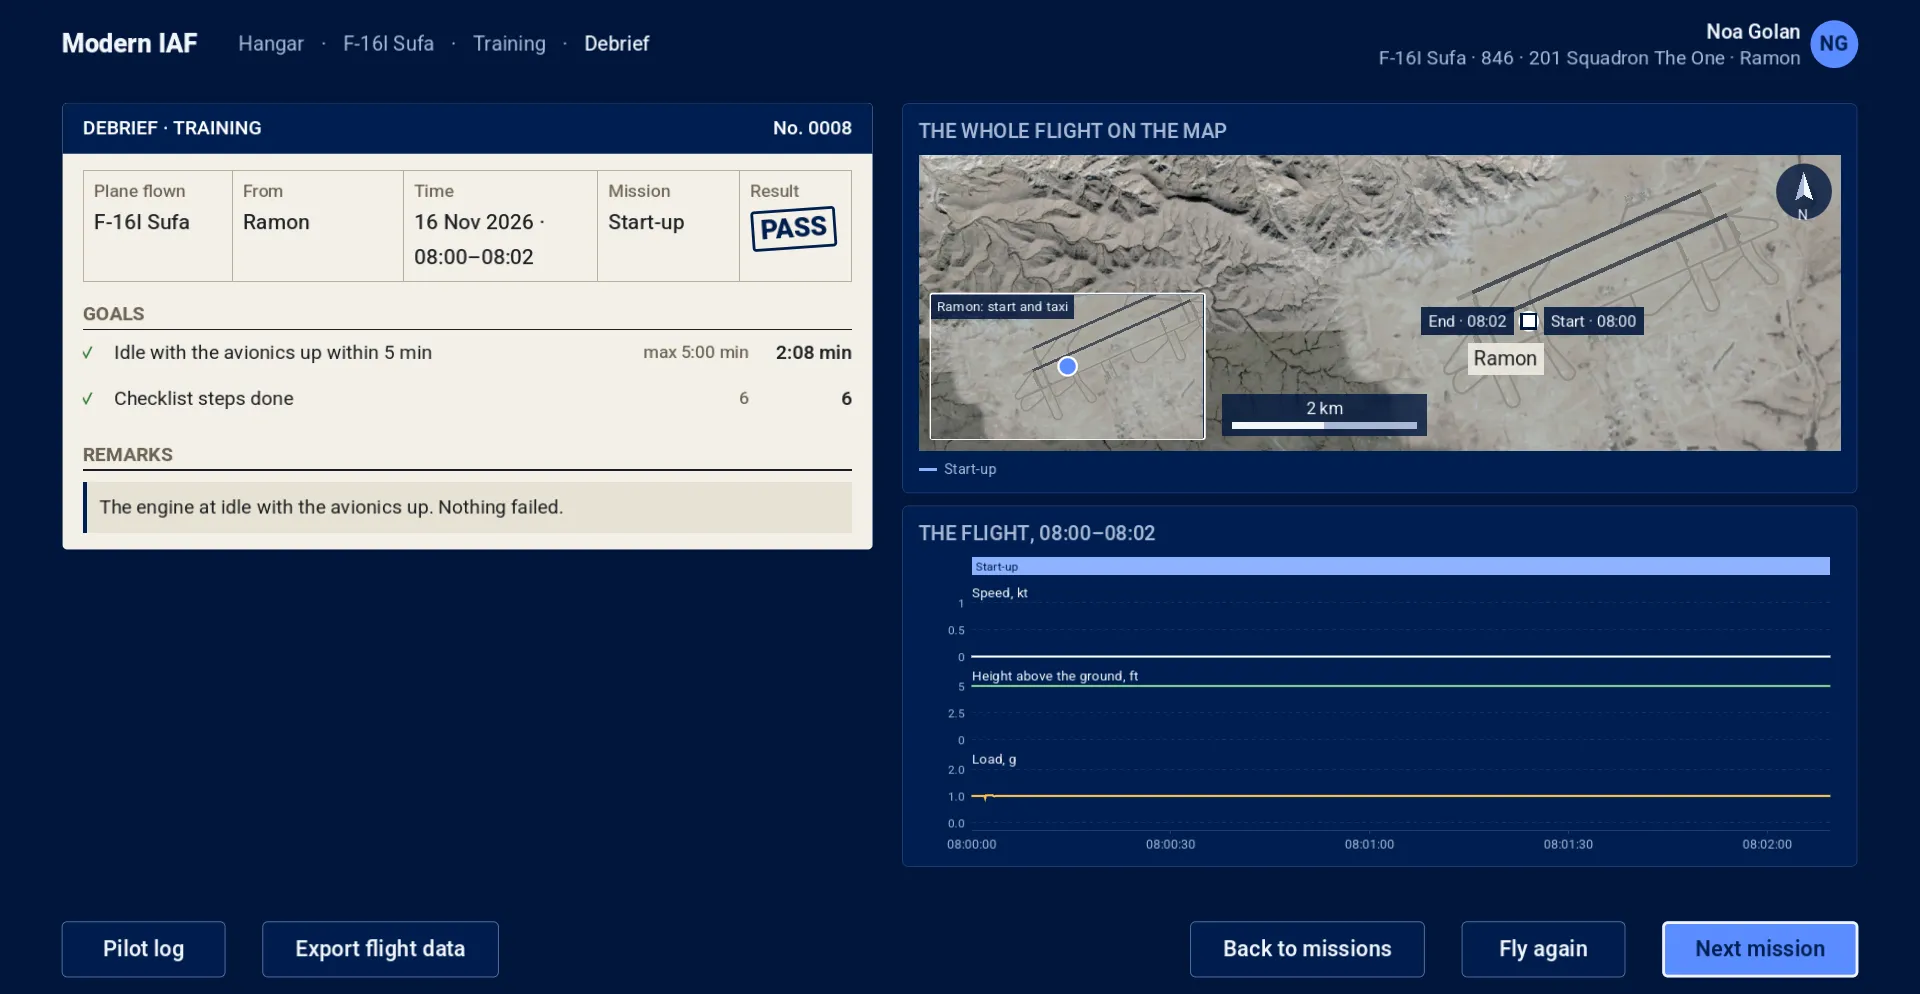 Modern IAF
Hangar · F-16I Sufa · Training · Debrief
Noa Golan
F-16I Sufa · 846 · 201 Squadron The One · Ramon
NG
DEBRIEF · TRAINING
No. 0008
Plane flown
F-16I Sufa
From
Ramon
Time
16 Nov 2026 ·
08:00–08:02
Mission
Start-up
Result
PASS
GOALS
✓ Idle with the avionics up within 5 min max 5:00 min 2:08 min
✓ Checklist steps done 6 6
REMARKS
The engine at idle with the avionics up. Nothing failed.
THE WHOLE FLIGHT ON THE MAP
N
Ramon: start and taxi
End · 08:02
Start · 08:00
Ramon
2 km
Start-up
THE FLIGHT, 08:00–08:02
Start-up
Speed, kt
1
0.5
0
Height above the ground, ft
5
2.5
0
Load, g
2.0
1.0
0.0
08:00:00 08:00:30 08:01:00 08:01:30 08:02:00
Pilot log
Export flight data
Back to missions
Fly again
Next mission